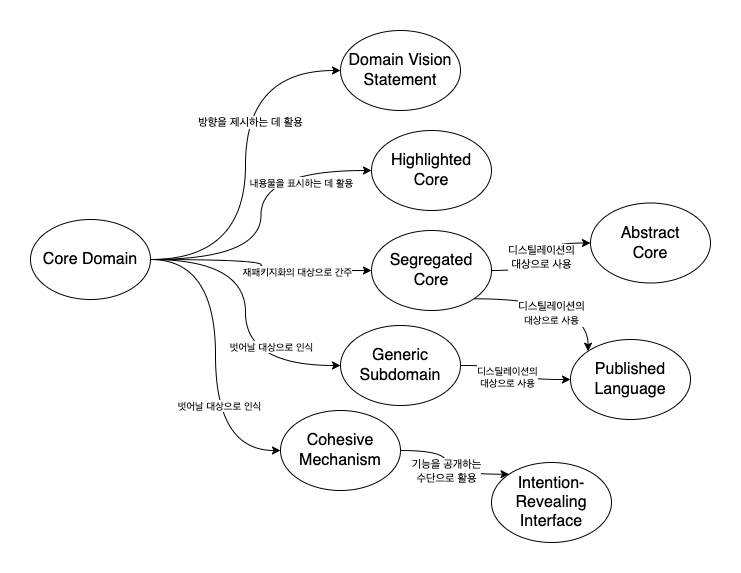 Domain Vision
Statement
방향을 제시하는 데 활용
Highlighted
Core
내용물을 표시하는 데 활용
Core Domain
재패키지화의 대상으로 간주
Segregated
Core
디스틸레이션의
대상으로 사용
Abstract
Core
디스틸레이션의
대상으로 사용
벗어날 대상으로 인식
Generic
Subdomain
디스틸레이션의
대상으로 사용
Published
Language
벗어날 대상으로 인식
Cohesive
Mechanism
기능을 공개하는
수단으로 활용
Intention-
Revealing
Interface